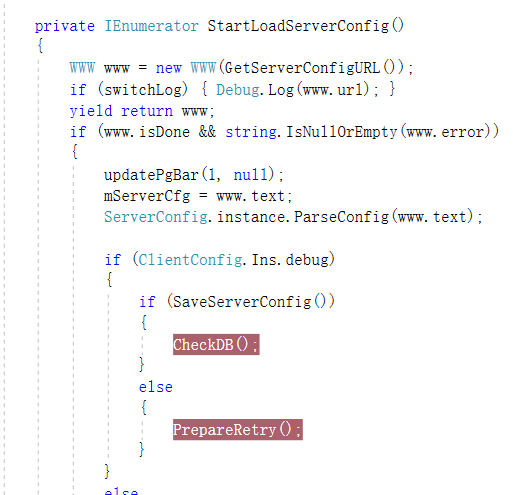 private IEnumerator StartLoadServerConfig()
{
WWW www = new WWW(GetServerConfigURL());
if (switchLog) { Debug.Log(www.url); }
yield return www;
if (www.isDone && string.IsNullOrEmpty(www.error))
{
updatePgBar(1, null);
mServerCfg = www.text;
ServerConfig.instance.ParseConfig(www.text);
if (ClientConfig.Ins.debug)
{
if (SaveServerConfig())
{
CheckDB();
}
else
{
PrepareRetry();
}
}
else